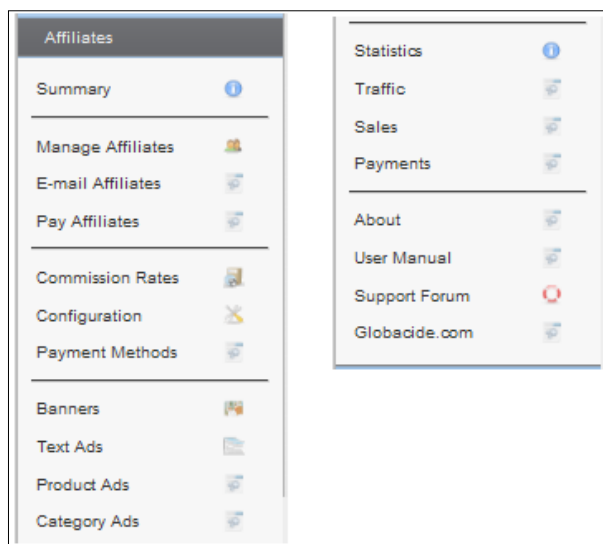 Affiliates
Summary
Manage Affiliates
E-mail Affiliates
Pay Affiliates
Commission Rates
Configuration
Payment Methods
Banners
Text Ads
Product Ads
Category Ads
Statistics
Traffic
Sales
Payments
About
User Manual
Support Forum
Globacide.com